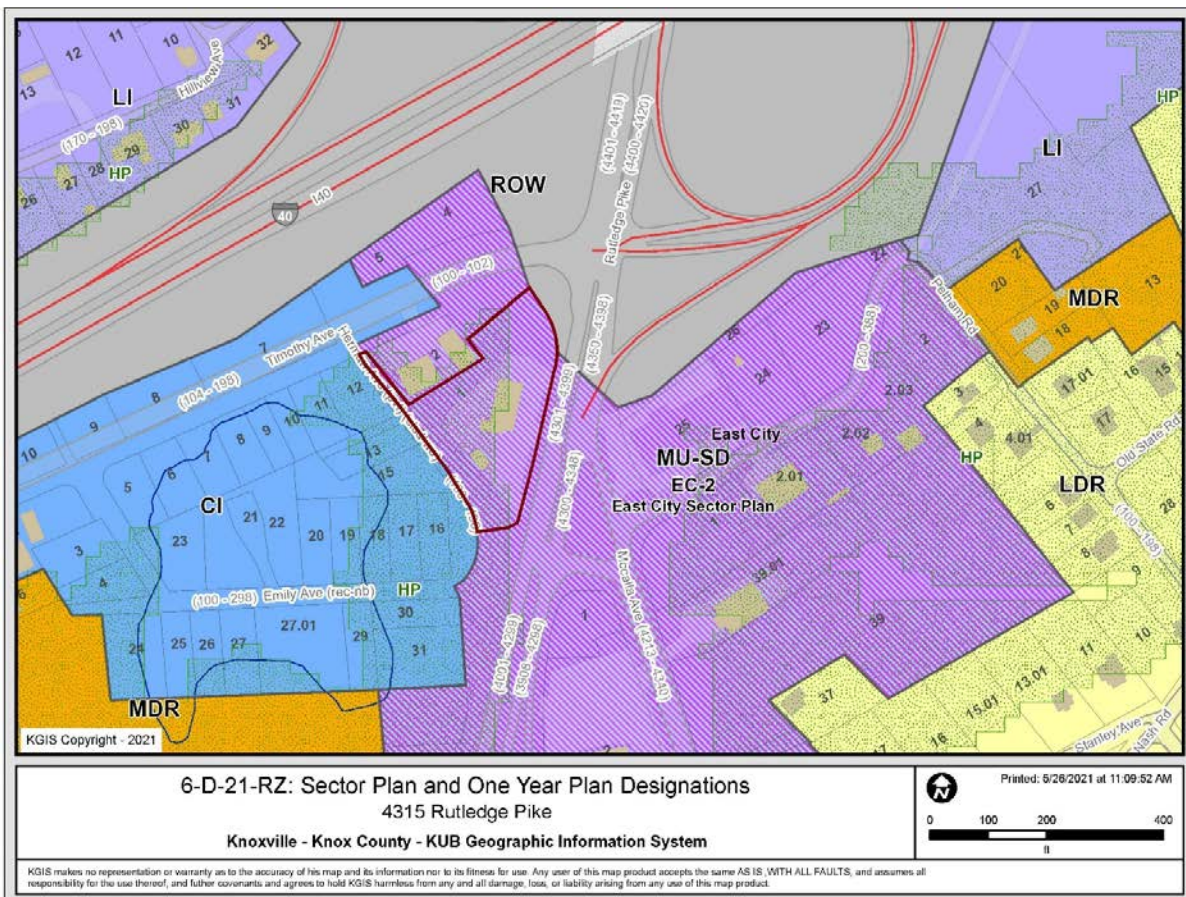 12
11
10
32
Hillview Ave
13
LI
31
(170 - 198)
30
29
28
27
26
HP
40
I40
ROW
4
5
(100 - 102)
(4401 - 4419)
(4400 - 4420)
Rutledge Pike
HP
LI
27
22
Pelham Rd
20
2
19
MDR
13
18
7
Timothy Ave
(104 - 198)
8
9
10
2
1
12
11
10
9
8
7
6
5
13
15
(4301 - 4399)
(4350 - 4398)
(4300 - 4348)
26
23
24
25
(200 - 398)
2
2.03
2.02
2.01
1
East City
MU-SD
EC-2
East City Sector Plan
HP
3
4
4.01
17.01
16
15
17
Old State Rd
LDR
6
7
8
9
10
11
28
(100 - 198)
CI
3
4
23
21
22
20
19
18
17
16
HP
(100 - 298) Emily Ave (rec-nb)
30
31
24
25
26
27
27.01
29
6
MDR
(4001 - 4299)
(3908 - 4298)
1
Mccalla Ave (4213 - 4340)
39.01
39
37
15.01
13.01
16
17
2
Stanley Ave
Nash Rd
KGIS Copyright - 2021
6-D-21-RZ: Sector Plan and One Year Plan Designations
4315 Rutledge Pike
Knoxville - Knox County - KUB Geographic Information System
N
Printed: 5/26/2021 at 11:09:52 AM
0 100 200 400
ft
KGIS makes no representation or warranty as to the accuracy of his map and its information nor to its fitness for use. Any user of this map product accepts the same AS IS ,WITH ALL FAULTS, and assumes all
responsibility for the use thereof, and futher covenants and agrees to hold KGIS harmless from any and all damage, loss, or liability arising from any use of this map product.